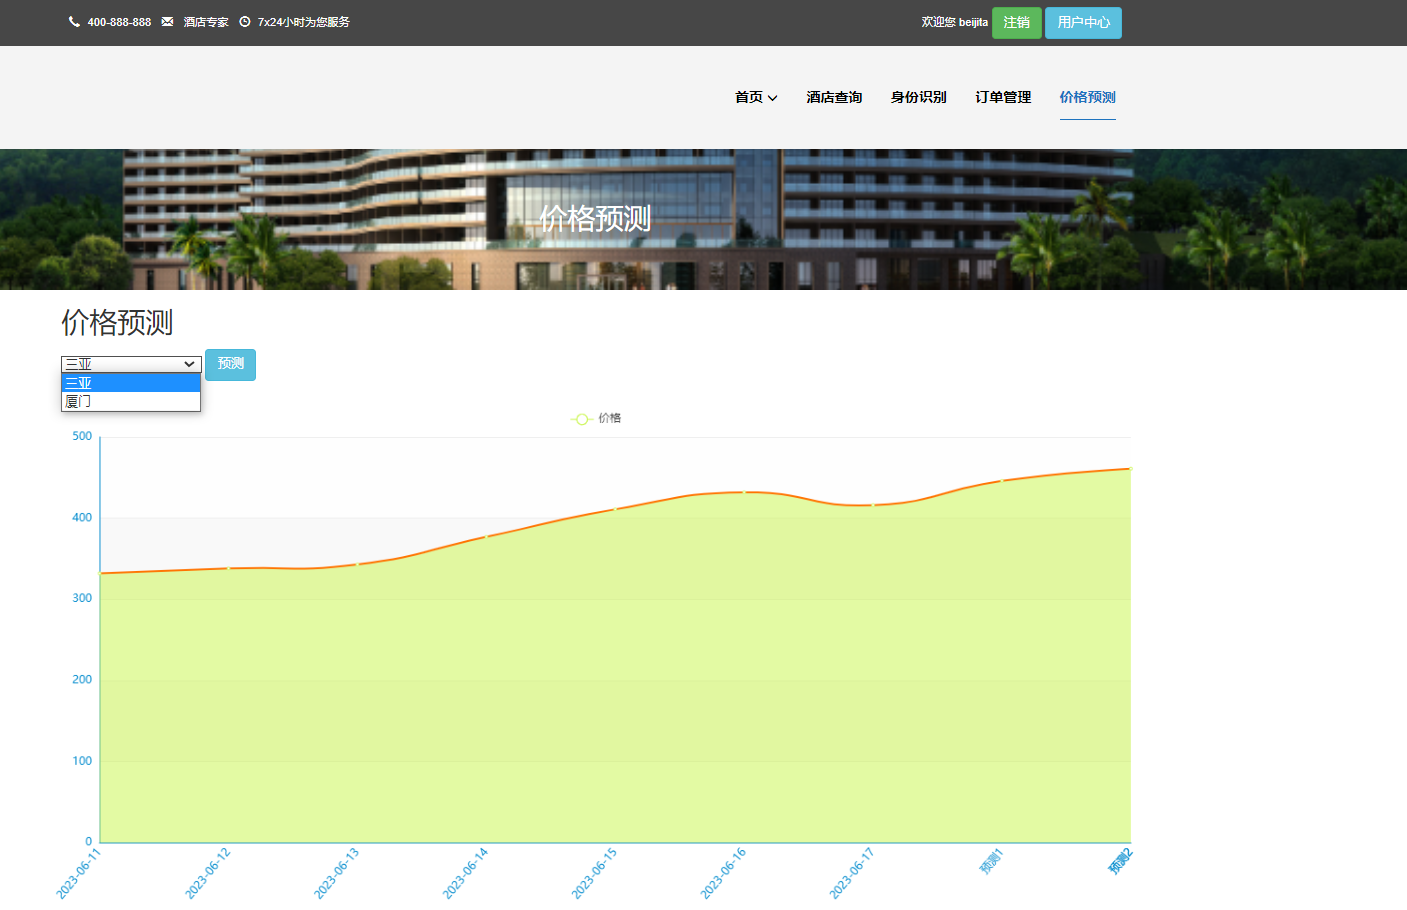 400-888-888 酒店专家 7x24小时为您服务 欢迎您 beijita 注销 用户中心
首页 酒店查询 身份识别 订单管理 价格预测
价格预测
价格预测
三亚 预测
三亚
厦门
价格
500
400
300
200
100
0
2023-06-11 2023-06-12 2023-06-13 2023-06-14 2023-06-15 2023-06-16 2023-06-17 预测1 预测2